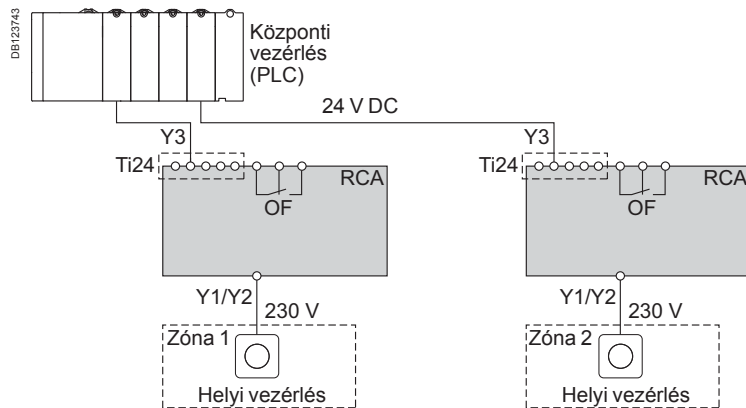 DB123743
Központi
vezérlés
(PLC)
24 V DC
Y3
Y3
Ti24
RCA
OF
Ti24
RCA
OF
Y1/Y2
230 V
Y1/Y2
230 V
Zóna 1
Helyi vezérlés
Zóna 2
Helyi vezérlés